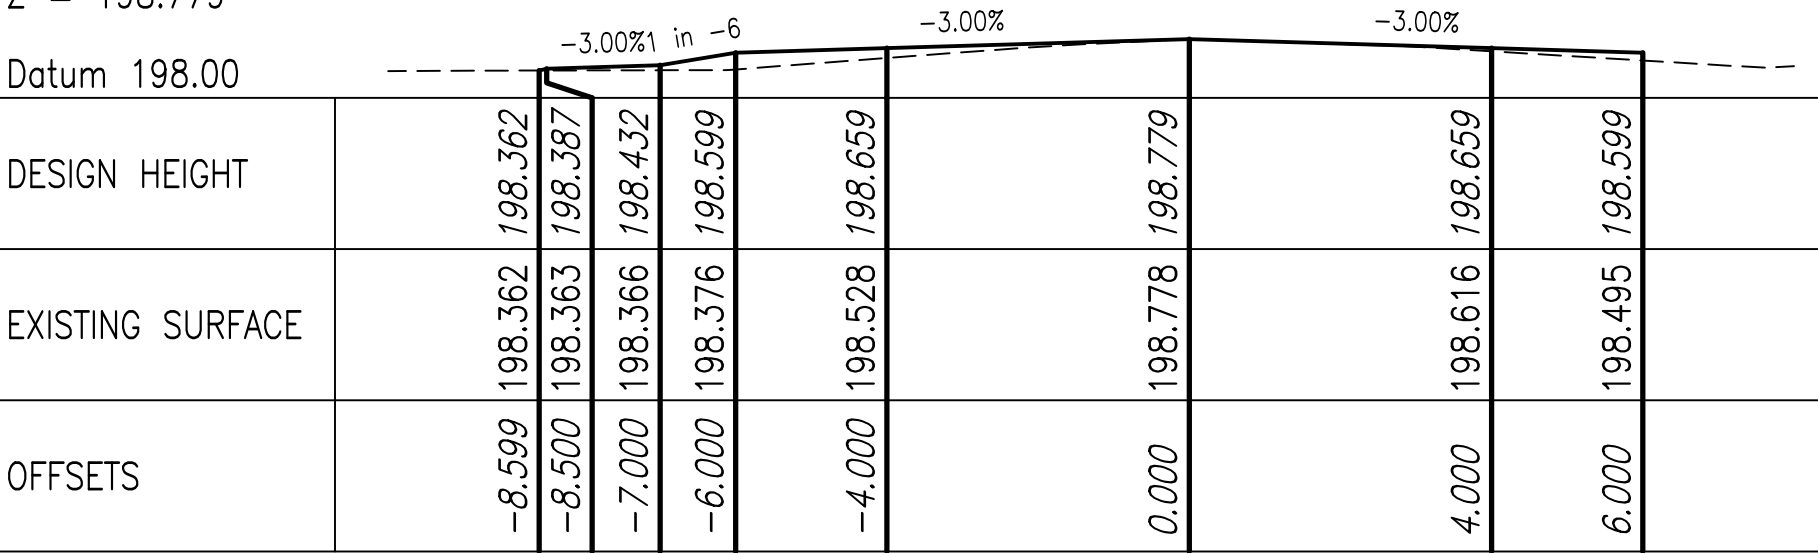 -3.00%
-3.00%
-3.00%1 in -6
Datum 198.00
DESIGN HEIGHT 198.362 198.387 198.432 198.599 198.659 198.779 198.659 198.599
EXISTING SURFACE 198.362 198.363 198.366 198.376 198.528 198.778 198.616 198.495
OFFSETS -8.599 -8.500 -7.000 -6.000 -4.000 0.000 4.000 6.000